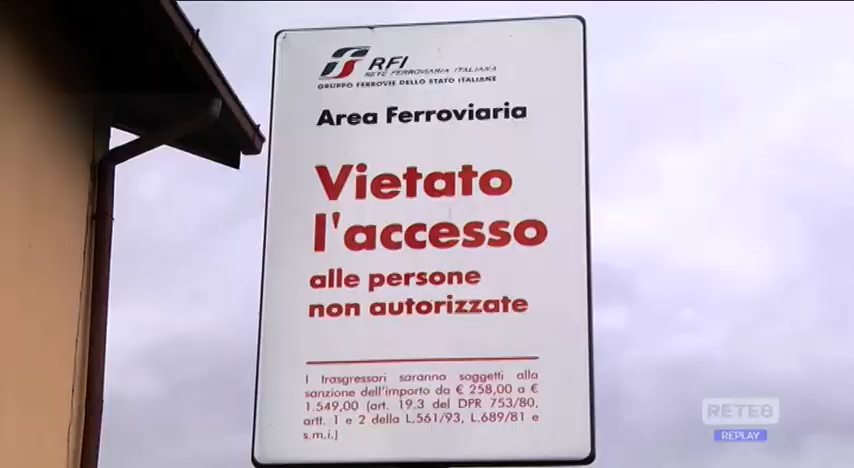 RFI
RETE FERROVIARIA ITALIANA
GRUPPO FERROVIE DELLO STATO ITALIANE
Area Ferroviaria
Vietato
l'accesso
alle persone
non autorizzate
I trasgressori saranno soggetti alla
sanzione dell'importo da € 258,00 a €
1.549,00 (art. 19.3 del DPR 753/80,
artt. 1 e 2 della L.561/93, L.689/81 e
s.m.i.)
RETE8
REPLAY